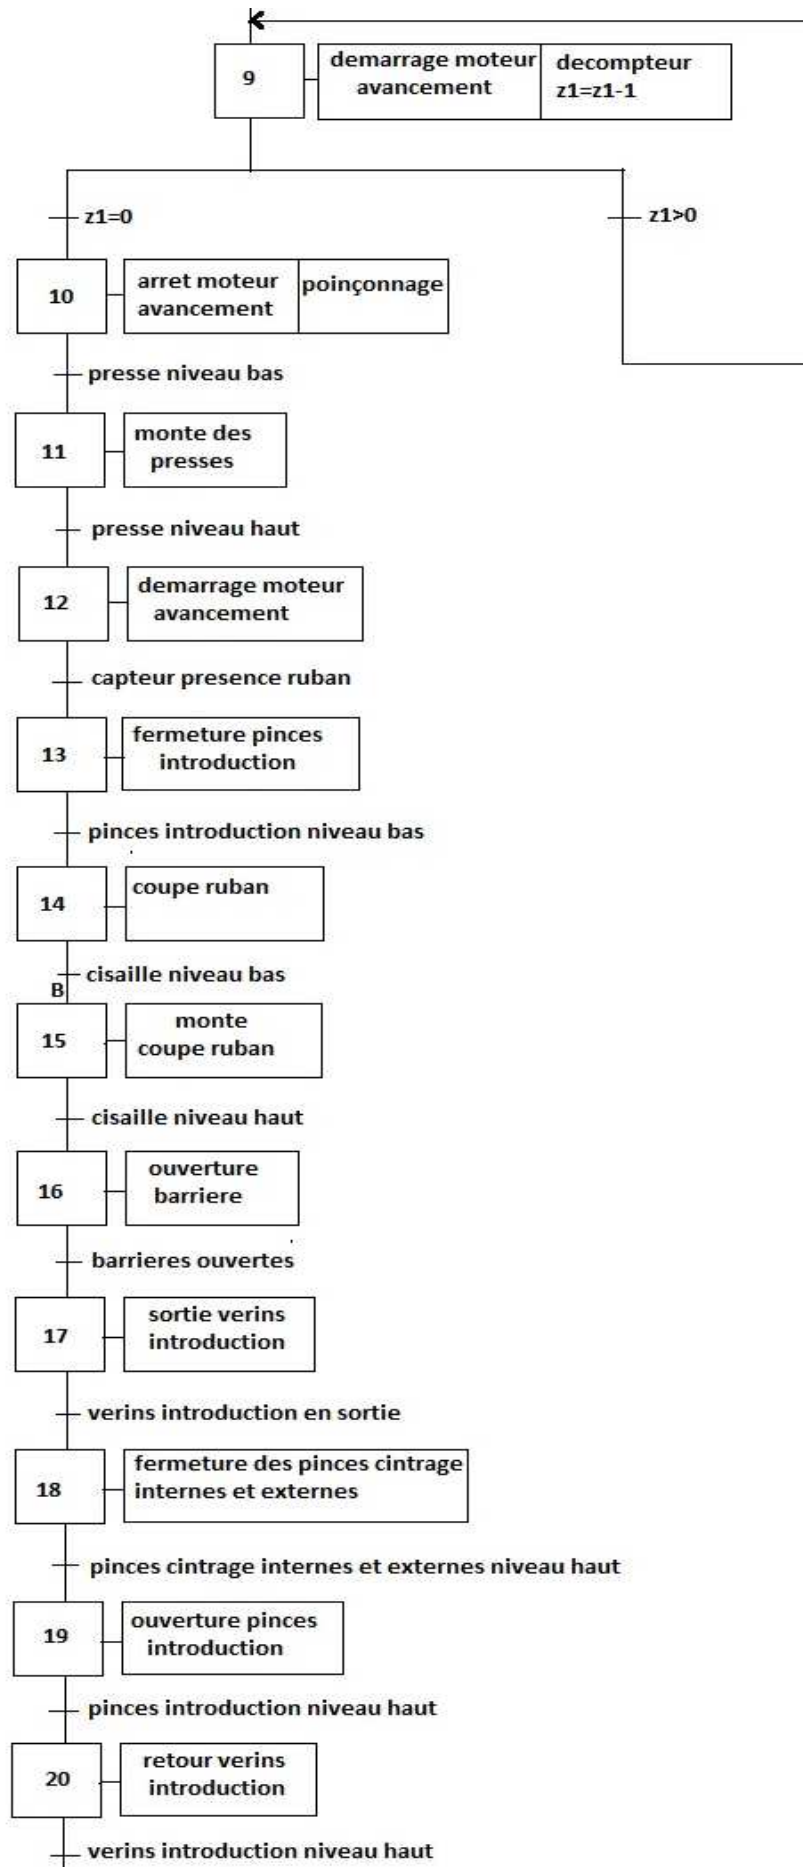 9
demarrage moteur
avancement
decompteur
z1=z1-1
z1=0
z1>0
10
arret moteur
avancement
poinçonnage
presse niveau bas
11
monte des
presses
presse niveau haut
12
demarrage moteur
avancement
capteur presence ruban
13
fermeture pinces
introduction
pinces introduction niveau bas
14
coupe ruban
cisaille niveau bas
B
15
monte
coupe ruban
cisaille niveau haut
16
ouverture
barriere
barrieres ouvertes
17
sortie verins
introduction
verins introduction en sortie
18
fermeture des pinces cintrage
internes et externes
pinces cintrage internes et externes niveau haut
19
ouverture pinces
introduction
pinces introduction niveau haut
20
retour verins
introduction
verins introduction niveau haut